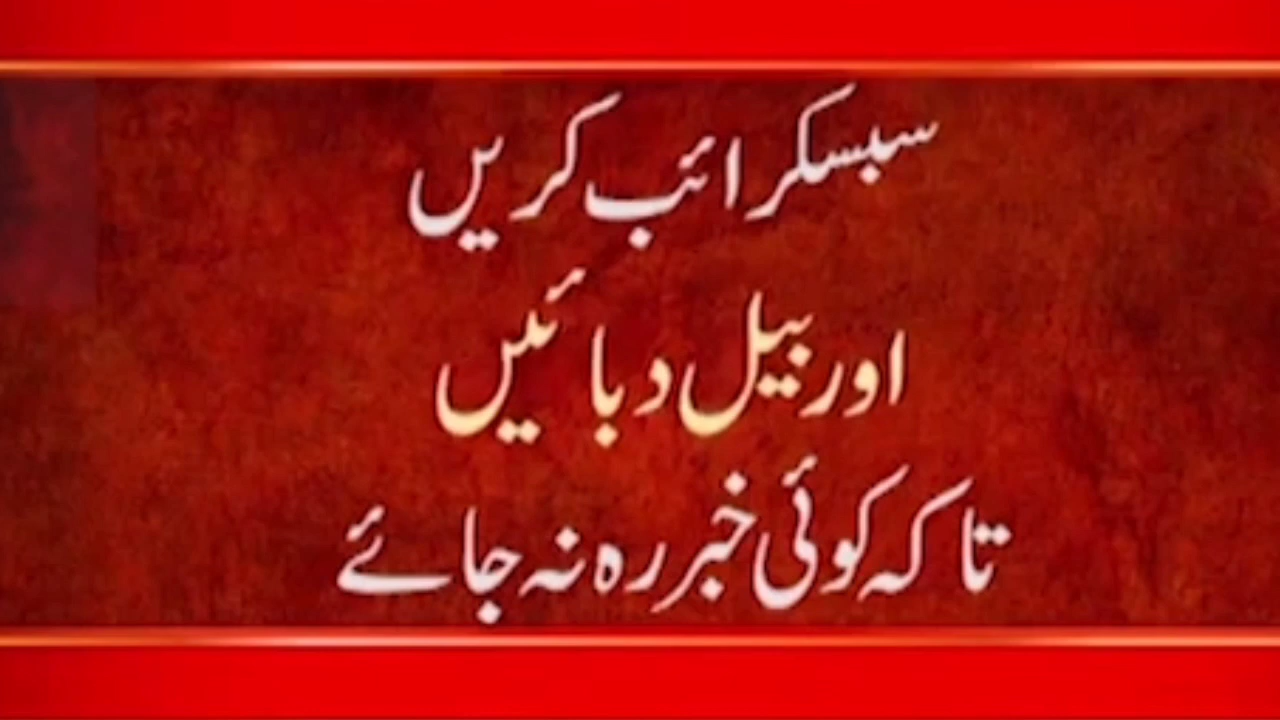 سبسکرائب کریں
اور بیل دبائیں
تاکہ کوئی خبر رہ نہ جائے